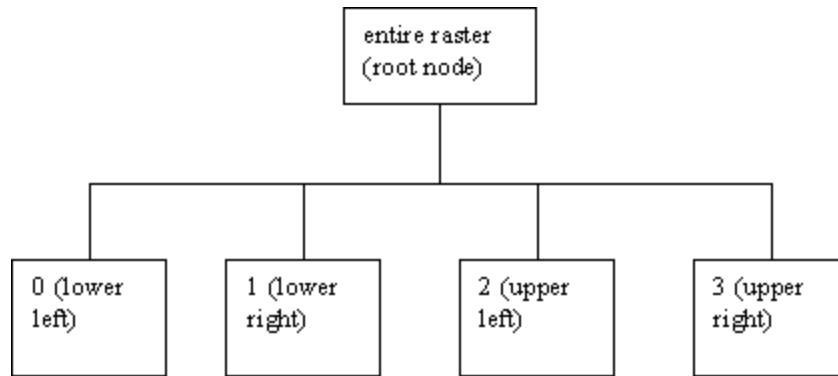 entire raster
(root node)
0 (lower
left)
1 (lower
right)
2 (upper
left)
3 (upper
right)